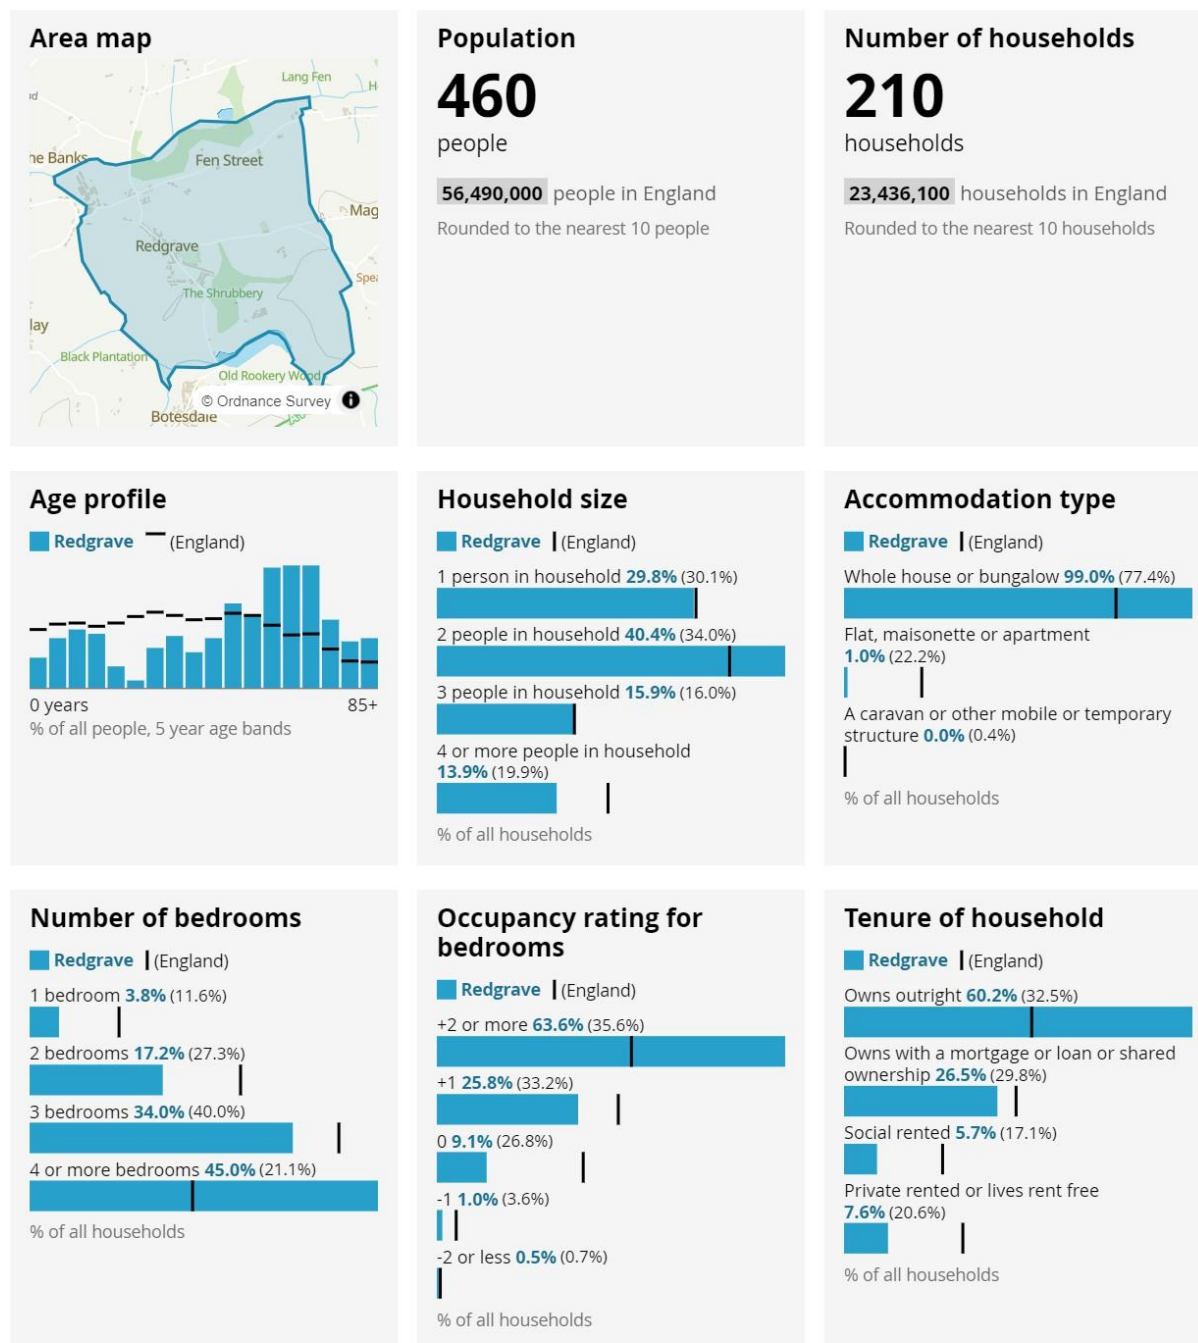 Area map
Lang Fen
H
ud
he Banks
Fen Street
Mag
Redgrave
Spea
The Shrubbery
lay
Black Plantation
Old Rookery Wood
© Ordnance Survey
Botesdale
Population
460
people
56,490,000 people in England
Rounded to the nearest 10 people
Number of households
210
households
23,436,100 households in England
Rounded to the nearest 10 households
Age profile
Redgrave (England)
0 years 85+
% of all people, 5 year age bands
Household size
Redgrave (England)
1 person in household 29.8% (30.1%)
2 people in household 40.4% (34.0%)
3 people in household 15.9% (16.0%)
4 or more people in household
13.9% (19.9%)
% of all households
Accommodation type
Redgrave (England)
Whole house or bungalow 99.0% (77.4%)
Flat, maisonette or apartment
1.0% (22.2%)
A caravan or other mobile or temporary
structure 0.0% (0.4%)
% of all households
Number of bedrooms
Redgrave (England)
1 bedroom 3.8% (11.6%)
2 bedrooms 17.2% (27.3%)
3 bedrooms 34.0% (40.0%)
4 or more bedrooms 45.0% (21.1%)
% of all households
Occupancy rating for
bedrooms
Redgrave (England)
+2 or more 63.6% (35.6%)
+1 25.8% (33.2%)
0 9.1% (26.8%)
-1 1.0% (3.6%)
-2 or less 0.5% (0.7%)
% of all households
Tenure of household
Redgrave (England)
Owns outright 60.2% (32.5%)
Owns with a mortgage or loan or shared
ownership 26.5% (29.8%)
Social rented 5.7% (17.1%)
Private rented or lives rent free
7.6% (20.6%)
% of all households